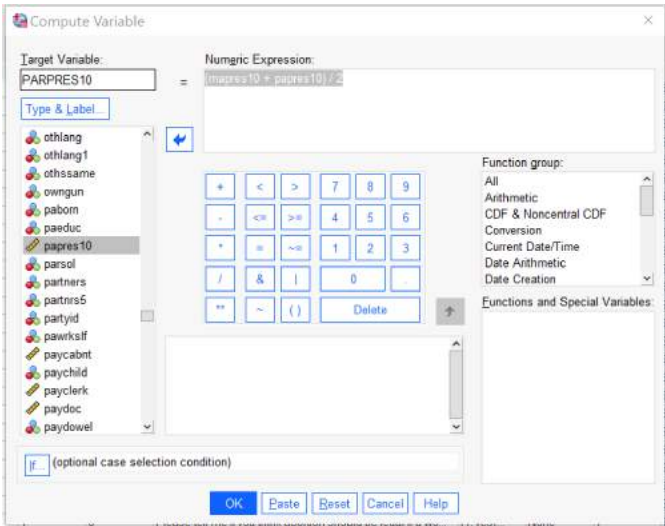 Compute Variable
Target Variable:
PARPRES10
=
Numeric Expression:
(mapres10 + papres10) / 2
Type & Label...
othlang
othlang1
othssame
owngun
paborn
paeduc
papres10
parsol
partners
partnrs5
partyid
pawrkslf
paycabnt
paychild
payclerk
paydoc
paydowel
+ < > 7 8 9
- <= >= 4 5 6
* = ~= 1 2 3
/ & | 0 .
** ~ ( ) Delete
Function group:
All
Arithmetic
CDF & Noncentral CDF
Conversion
Current Date/Time
Date Arithmetic
Date Creation
Functions and Special Variables:
If... (optional case selection condition)
OK Paste Reset Cancel Help